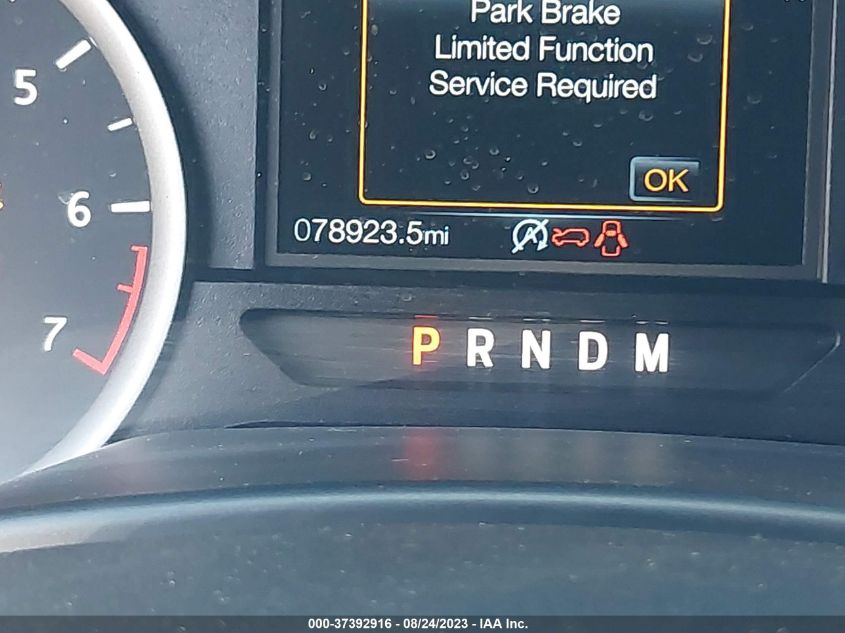 Park Brake
Limited Function
Service Required
OK
5
6
7
078923.5mi
A
P R N D M
000-37392916 - 08/24/2023 - IAA Inc.